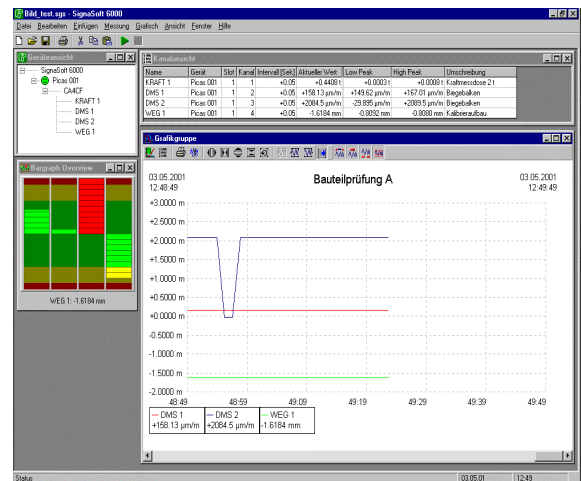 Bild_test.sgs - SignaSoft 6000
Datei Bearbeiten Einfügen Messung Grafisch Ansicht Fenster Hilfe
Geräteansicht
SignaSoft 6000
Picas 001
CA4CF
KRAFT 1
DMS 1
DMS 2
WEG 1
Kanalansicht
Name Gerät Slot Kanal Intervall [Sek.] Aktueller Wert Low Peak High Peak Umschreibung
KRAFT 1 Picas 001 1 1 +0.05 +0.4408 t +0.0003 t +0.0008 t Kraftmessdose 2 t
DMS 1 Picas 001 1 2 +0.05 +158.13 µm/m +149.62 µm/m +167.01 µm/m Biegebalken
DMS 2 Picas 001 1 3 +0.05 +2084.5 µm/m -29.895 µm/m +2089.5 µm/m Biegebalken
WEG 1 Picas 001 1 4 +0.05 -1.6184 mm -0.8092 mm -0.8080 mm Kalibrieraufbau
Bargraph Overview
WEG 1: -1.6184 mm
Grafikgruppe
03.05.2001 Bauteilprüfung A 03.05.2001
12:48:49 12:49:49
+3.0000 m
+2.5000 m
+2.0000 m
+1.5000 m
+1.0000 m
+0.5000 m
+0.0000 m
-0.5000 m
-1.0000 m
-1.5000 m
-2.0000 m
48:49 48:59 49:09 49:19 49:29 49:39 49:49
DMS 1 DMS 2 WEG 1
+158.13 µm/m +2084.5 µm/m -1.6184 mm
Status 03.05.01 12:49